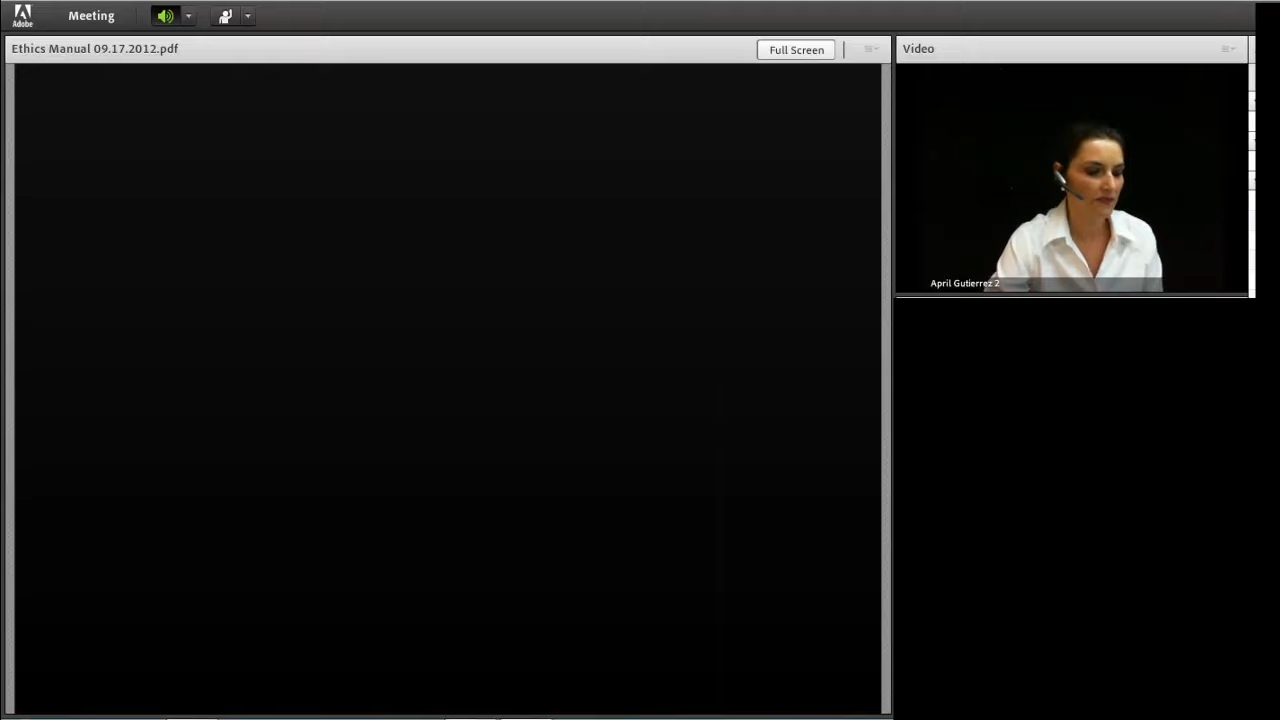 Adobe
Meeting
Ethics Manual 09.17.2012.pdf
Full Screen
Video
April Gutierrez 2